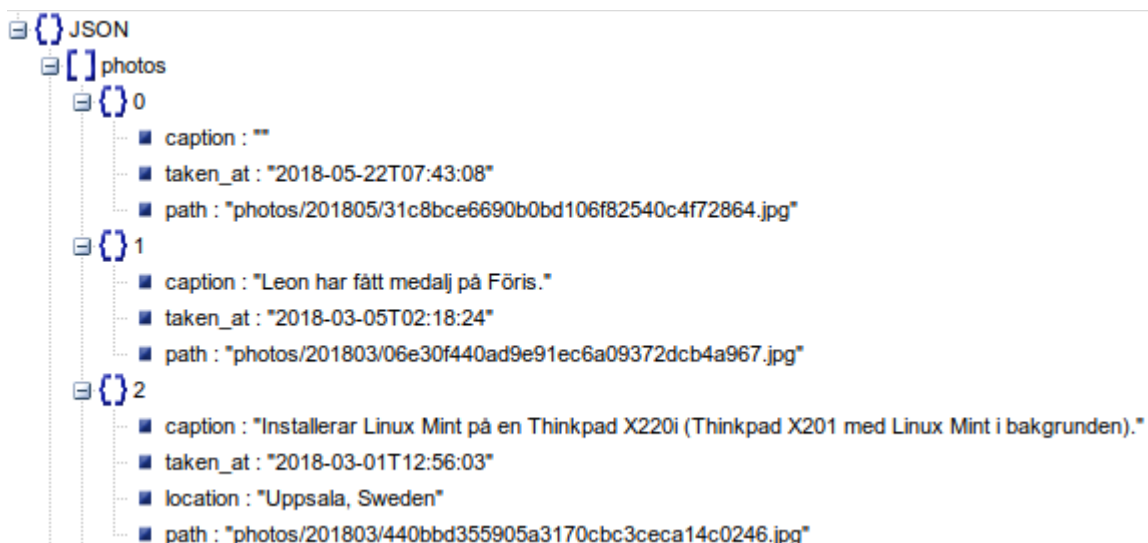 JSON
photos
0
caption : ""
taken_at : "2018-05-22T07:43:08"
path : "photos/201805/31c8bce6690b0bd106f82540c4f72864.jpg"
1
caption : "Leon har fått medalj på Föris."
taken_at : "2018-03-05T02:18:24"
path : "photos/201803/06e30f440ad9e91ec6a09372dcb4a967.jpg"
2
caption : "Installerar Linux Mint på en Thinkpad X220i (Thinkpad X201 med Linux Mint i bakgrunden)."
taken_at : "2018-03-01T12:56:03"
location : "Uppsala, Sweden"
path : "photos/201803/440bbd355905a3170cbc3ceca14c0246.jpg"